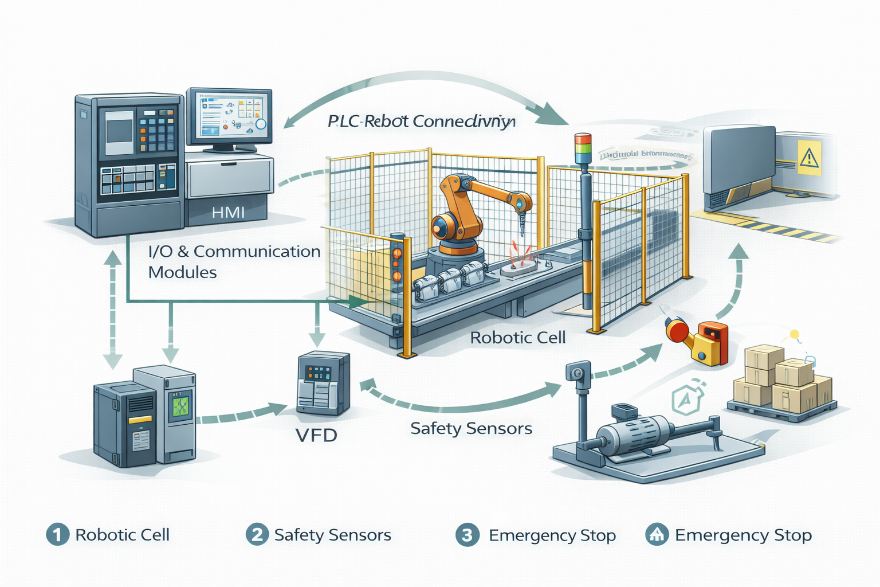 PLC-Rebot Connectivity
HMI
I/O & Communication
Modules
Robotic Cell
VFD
Safety Sensors
1 Robotic Cell
2 Safety Sensors
3 Emergency Stop
Emergency Stop